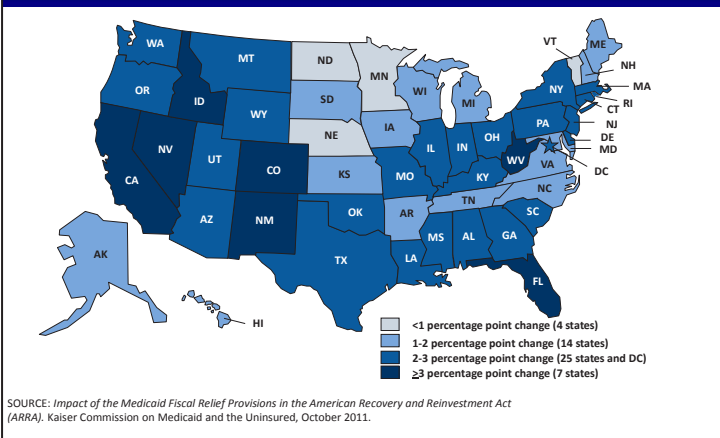 WA
MT
ND
MN
VT
ME
NH
MA
RI
CT
NJ
DE
MD
DC
OR
ID
WY
SD
WI
MI
NY
PA
NV
UT
CO
NE
IA
IL
IN
OH
WV
VA
CA
KS
MO
KY
NC
TN
AZ
NM
OK
AR
SC
MS
AL
GA
TX
LA
FL
AK
HI
<1 percentage point change (4 states)
1-2 percentage point change (14 states)
2-3 percentage point change (25 states and DC)
≥3 percentage point change (7 states)
SOURCE: Impact of the Medicaid Fiscal Relief Provisions in the American Recovery and Reinvestment Act
(ARRA). Kaiser Commission on Medicaid and the Uninsured, October 2011.